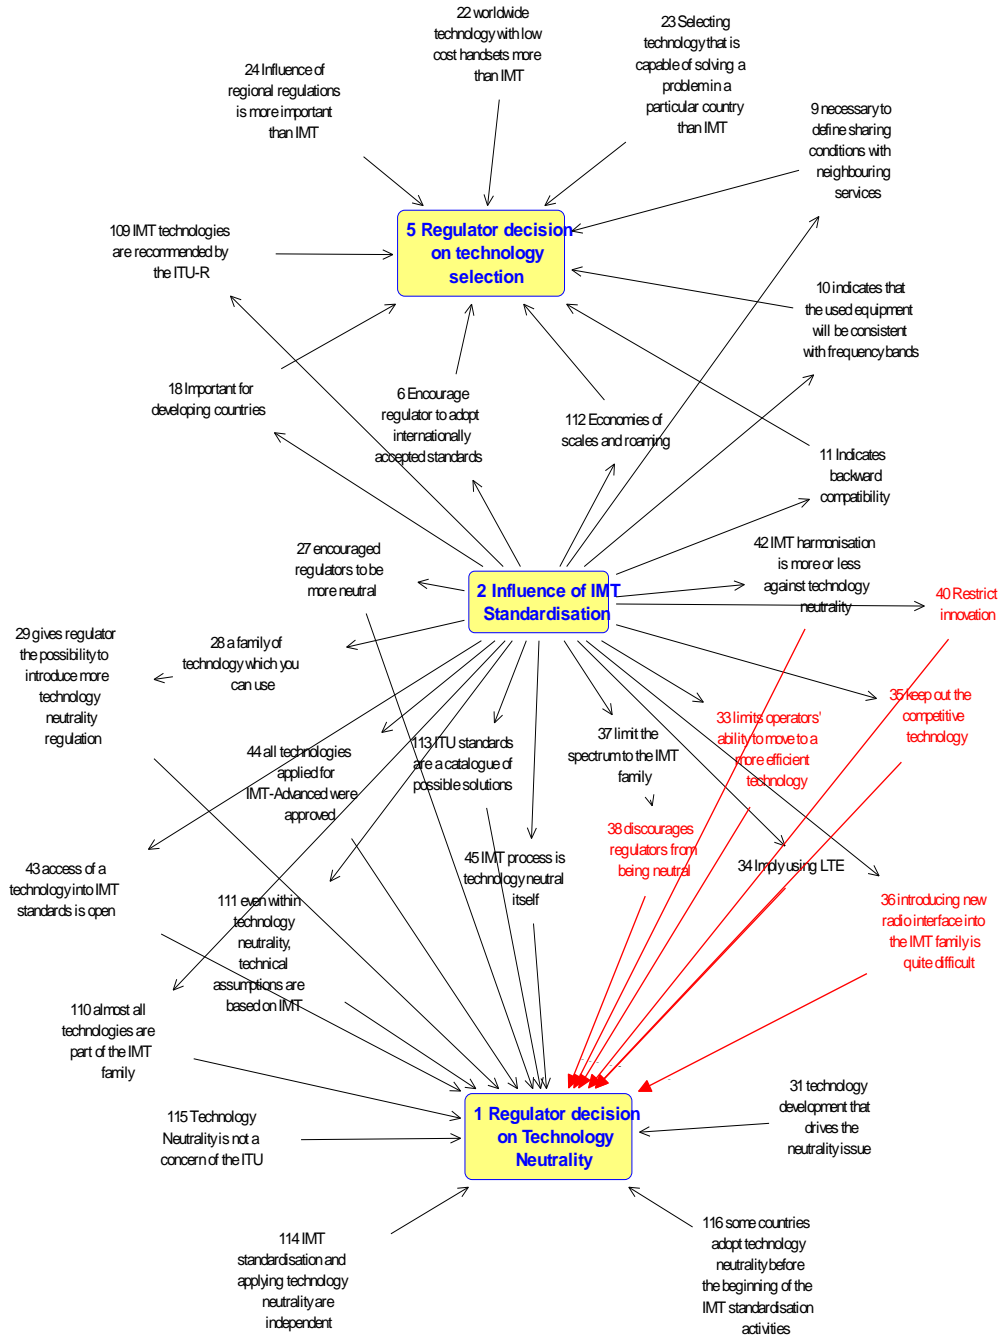 22 worldwide
technology with low
cost handsets more
than IMT
23 Selecting
technology that is
capable of solving a
problem in a
particular country
than IMT
24 Influence of
regional regulations
is more important
than IMT
9 necessary to
define sharing
conditions with
neighbouring
services
109 IMT technologies
are recommended by
the ITU-R
5 Regulator decision
on technology
selection
10 indicates that
the used equipment
will be consistent
with frequency bands
18 Important for
developing countries
6 Encourage
regulator to adopt
internationally
accepted standards
112 Economies of
scales and roaming
11 Indicates
backward
compatibility
27 encouraged
regulators to be
more neutral
2 Influence of IMT
Standardisation
42 IMT harmonisation
is more or less
against technology
neutrality
40 Restrict
innovation
29 gives regulator
the possibility to
introduce more
technology
neutrality
regulation
28 a family of
technology which you
can use
44 all technologies
applied for
IMT-Advanced were
approved
113 ITU standards
are a catalogue of
possible solutions
37 limit the
spectrum to the IMT
family
33 limits operators'
ability to move to a
more efficient
technology
35 keep out the
competitive
technology
38 discourages
regulators from
being neutral
34 Imply using LTE
43 access of a
technology into IMT
standards is open
111 even within
technology
neutrality,
technical
assumptions are
based on IMT
45 IMT process is
technology neutral
itself
36 introducing new
radio interface into
the IMT family is
quite difficult
110 almost all
technologies are
part of the IMT
family
115 Technology
Neutrality is not a
concern of the ITU
1 Regulator decision
on Technology
Neutrality
31 technology
development that
drives the
neutrality issue
114 IMT
standardisation and
applying technology
neutrality are
independent
116 some countries
adopt technology
neutrality before
the beginning of the
IMT standardisation
activities